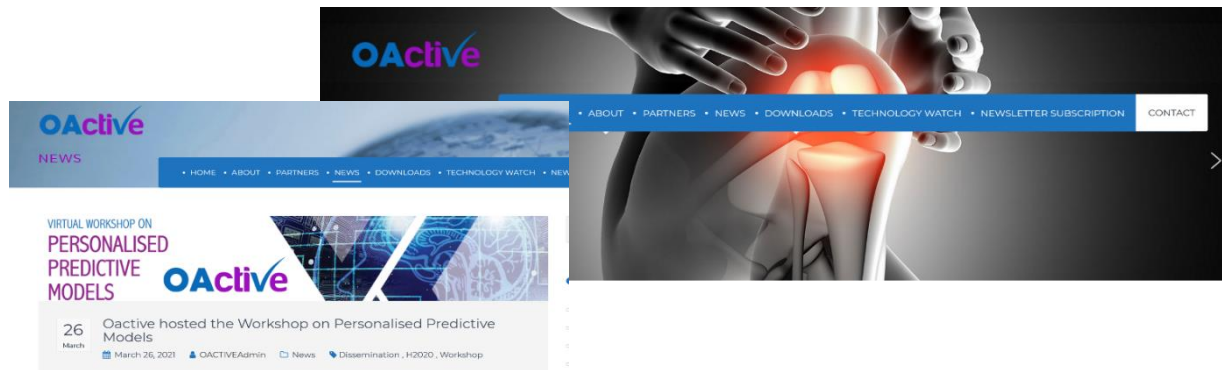 OActive
• ABOUT • PARTNERS • NEWS • DOWNLOADS • TECHNOLOGY WATCH • NEWSLETTER SUBSCRIPTION CONTACT
OActive
NEWS
• HOME • ABOUT • PARTNERS • NEWS • DOWNLOADS • TECHNOLOGY WATCH • NEW
VIRTUAL WORKSHOP ON
PERSONALISED
PREDICTIVE
MODELS
OActive
26
March
Oactive hosted the Workshop on Personalised Predictive
Models
March 26, 2021 OACTIVEAdmin News Dissemination , H2020 , Workshop